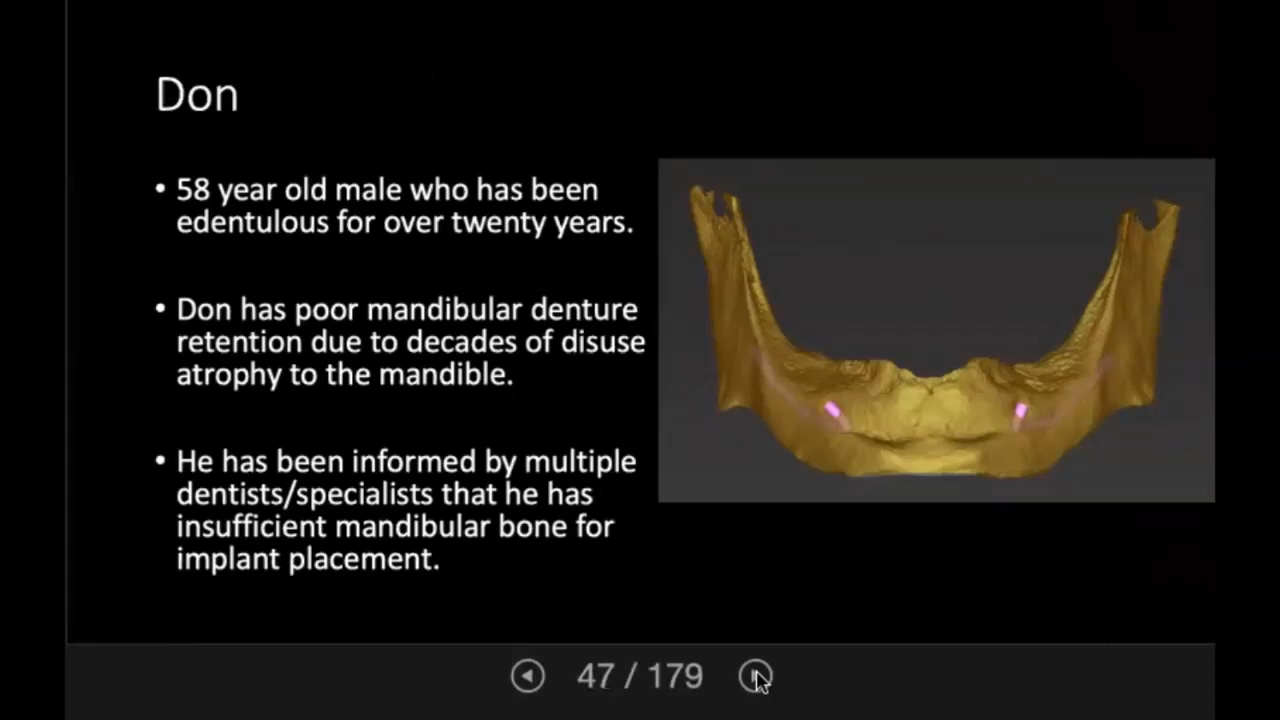 Don
• 58 year old male who has been
edentulous for over twenty years.
• Don has poor mandibular denture
retention due to decades of disuse
atrophy to the mandible.
• He has been informed by multiple
dentists/specialists that he has
insufficient mandibular bone for
implant placement.
47 / 179